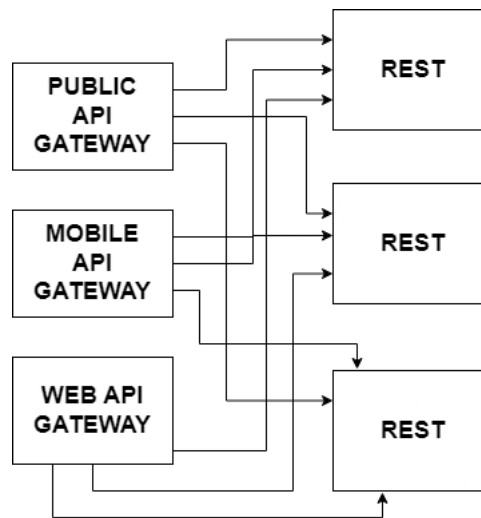 PUBLIC
API
GATEWAY
MOBILE
API
GATEWAY
WEB API
GATEWAY
REST
REST
REST